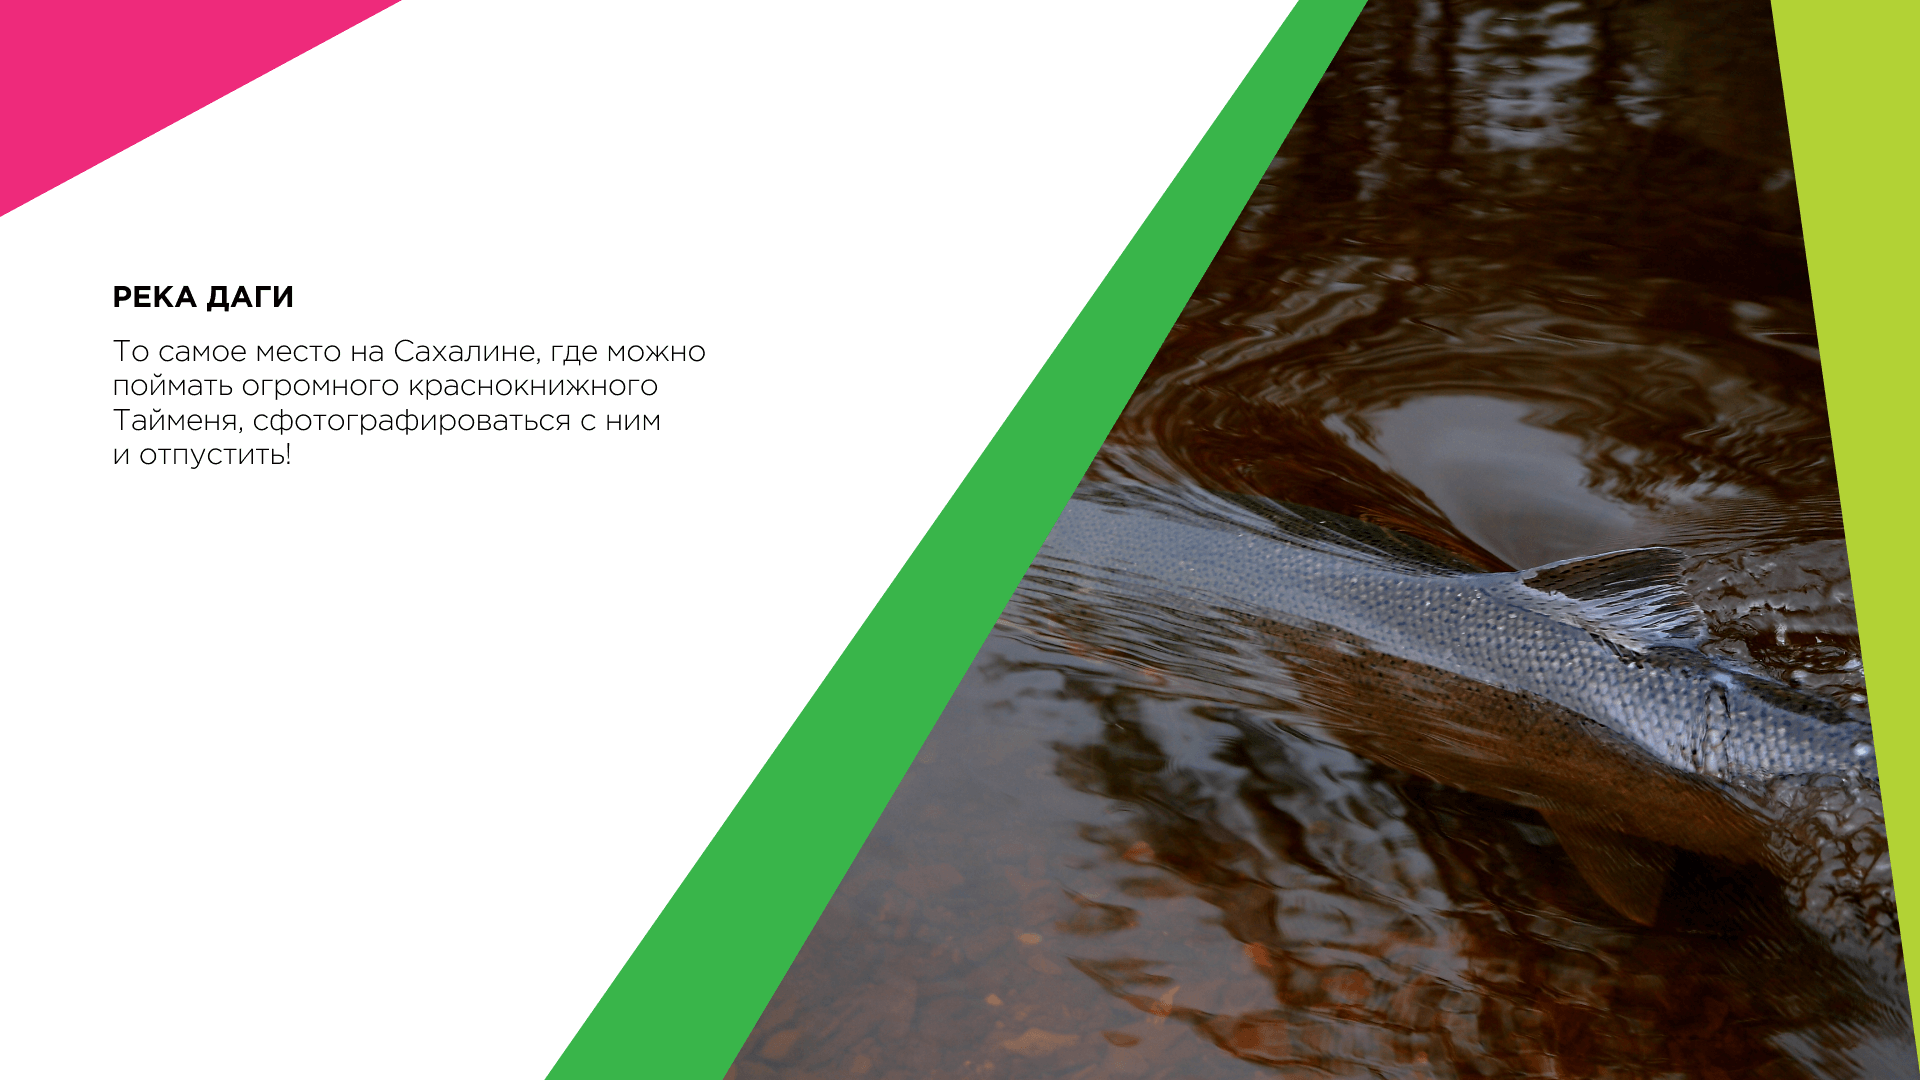 РЕКА ДАГИ
То самое место на Сахалине, где можно
поймать огромного краснокнижного
Тайменя, сфотографироваться с ним
и отпустить!